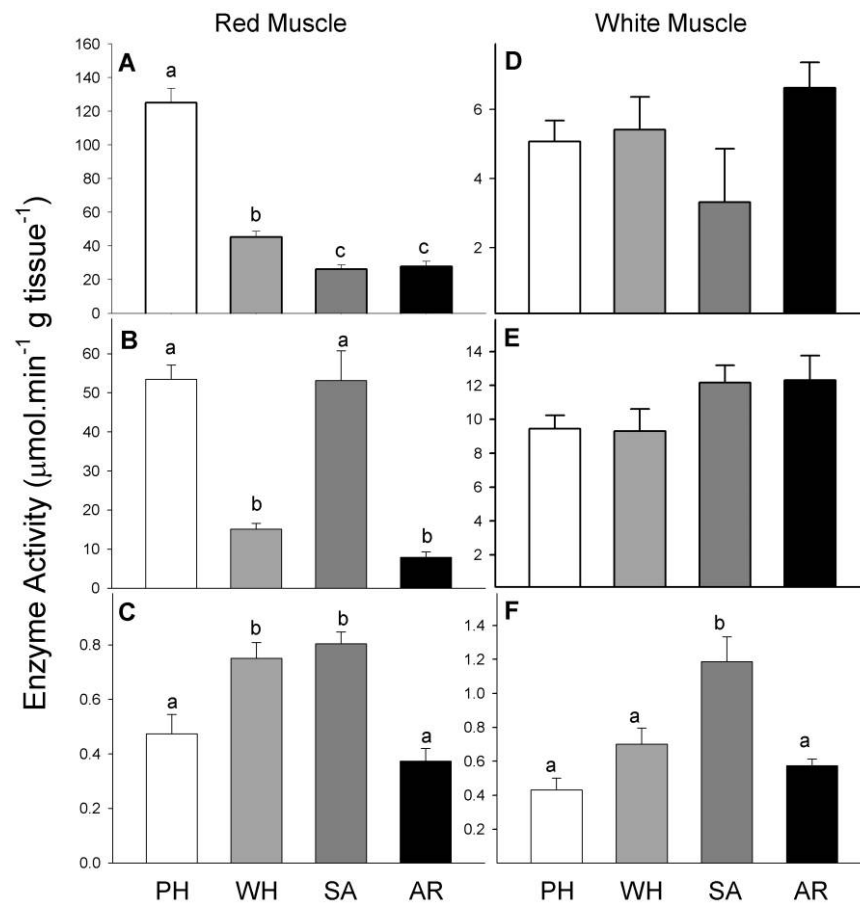 Red Muscle
White Muscle
Enzyme Activity (μmol.min⁻¹ g tissue⁻¹)
A
160
140
120
100
80
60
40
20
0
a
b
c
c
D
6
4
2
B
60
50
40
30
20
10
0
a
b
a
b
E
14
12
10
8
6
4
2
C
0.8
0.6
0.4
0.2
0.0
a
b
b
a
PH
WH
SA
AR
F
1.4
1.2
1.0
0.8
0.6
0.4
0.2
a
a
b
a
PH
WH
SA
AR